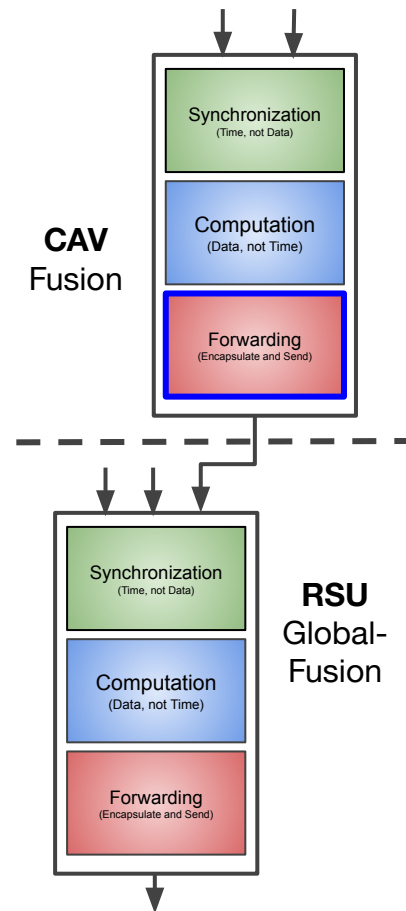 Synchronization
(Time, not Data)
CAV
Fusion
Computation
(Data, not Time)
Forwarding
(Encapsulate and Send)
Synchronization
(Time, not Data)
RSU
Global-
Fusion
Computation
(Data, not Time)
Forwarding
(Encapsulate and Send)